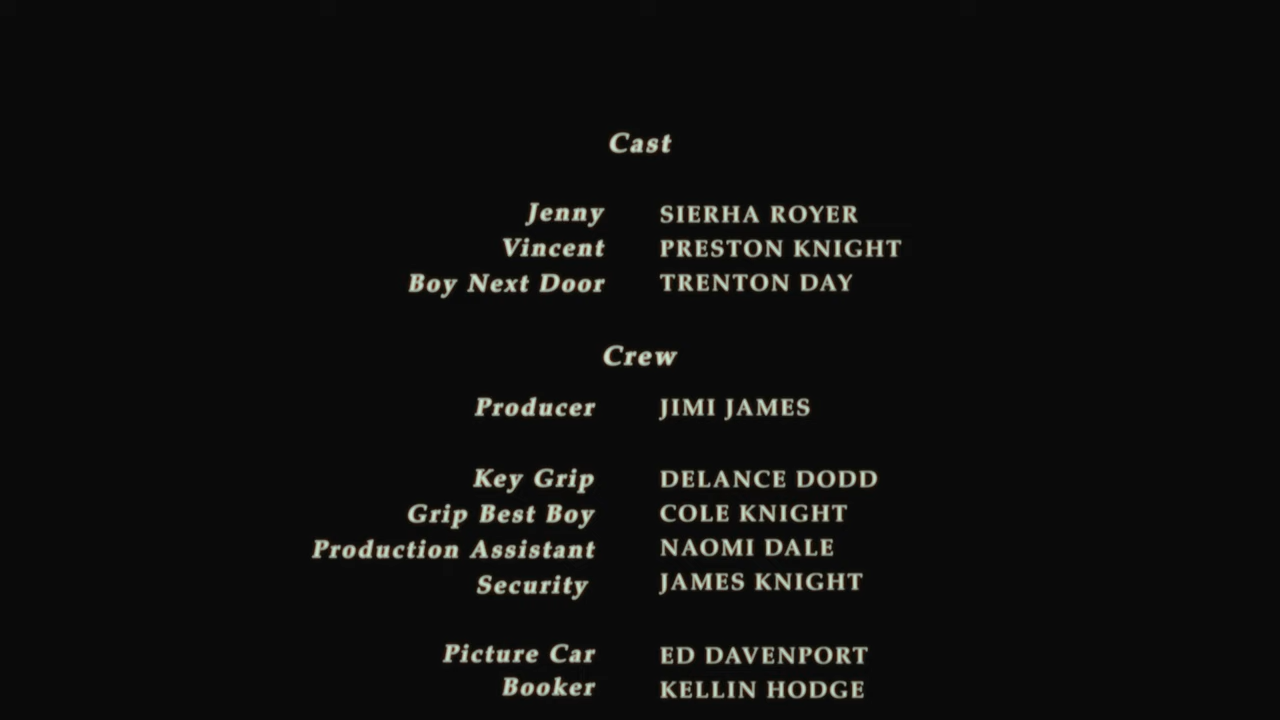 Cast
Jenny SIERHA ROYER
Vincent PRESTON KNIGHT
Boy Next Door TRENTON DAY
Crew
Producer JIMI JAMES
Key Grip DELANCE DODD
Grip Best Boy COLE KNIGHT
Production Assistant NAOMI DALE
Security JAMES KNIGHT
Picture Car ED DAVENPORT
Booker KELLIN HODGE